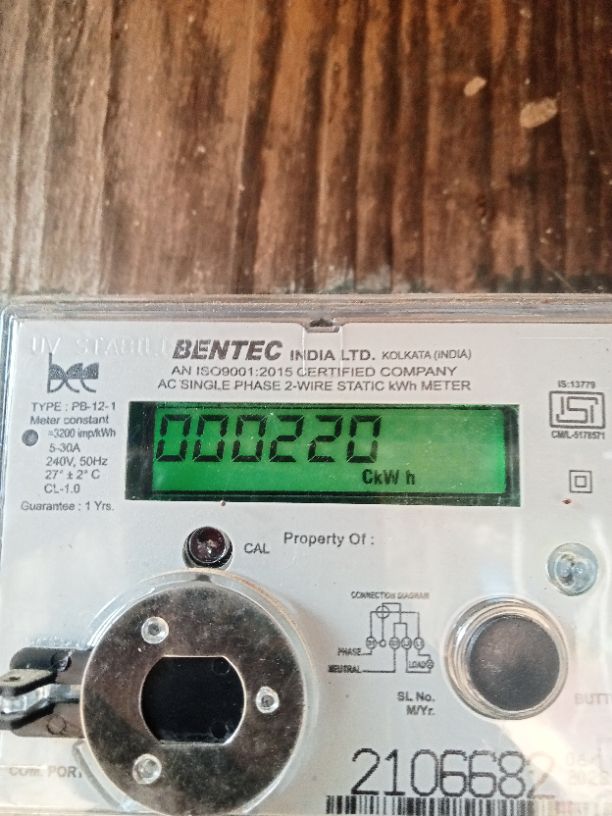 UV STABILI
BENTEC INDIA LTD. KOLKATA (INDIA)
AN ISO9001:2015 CERTIFIED COMPANY
AC SINGLE PHASE 2-WIRE STATIC kWh METER
bee
TYPE : PB-12-1
Meter constant
=3200 imp/kWh
5-30A
240V, 50Hz
27° ± 2° C
CL-1.0
Guarantee : 1 Yrs.
000220
CkW h
IS:13779
ISI
CM/L-5178571
CAL
Property Of :
CONNECTION DIAGRAM
PHASE
NEUTRAL
LOAD
SL No.
M/Yr.
BUTT
COM. PORT
2106682